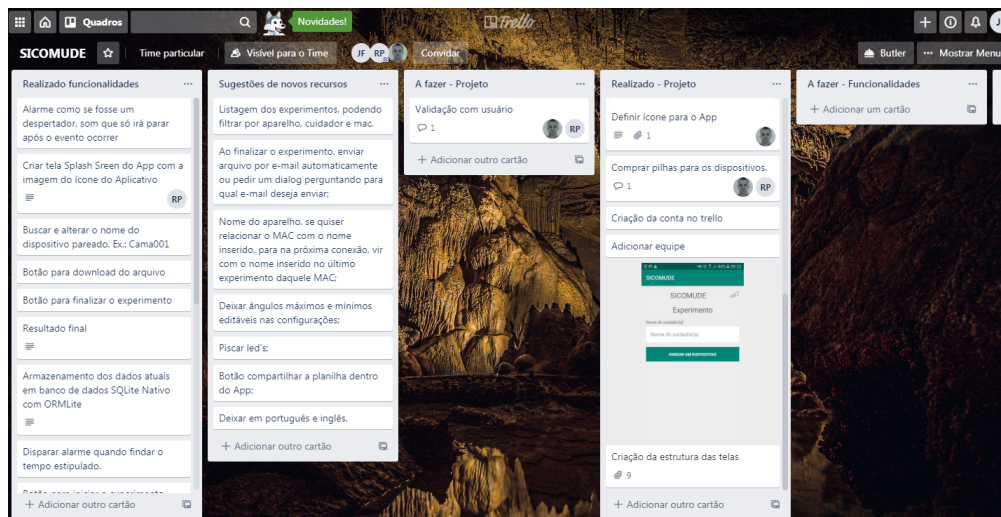 Quadros
Novidades!
Trello
SICOMUDE
Time particular
Visível para o Time
JF
RP
Convidar
Butler
Mostrar Menu
Realizado funcionalidades
Alarme como se fosse um
despertador, som que só irá parar
após o evento ocorrer
Criar tela Splash Sreen do App com a
imagem do ícone do Aplicativo
RP
Buscar e alterar o nome do
dispositivo pareado. Ex.: Cama001
Botão para download do arquivo
Botão para finalizar o experimento
Resultado final
Armazenamento dos dados atuais
em banco de dados SQLite Nativo
com ORMLite
Disparar alarme quando findar o
tempo estipulado.
+ Adicionar outro cartão
Sugestões de novos recursos
Listagem dos experimentos, podendo
filtrar por aparelho, cuidador e mac.
Ao finalizar o experimento, enviar
arquivo por e-mail automaticamente
ou pedir um dialog perguntando para
qual e-mail deseja enviar;
Nome do aparelho, se quiser
relacionar o MAC com o nome
inserido, para na próxima conexão, vir
com o nome inserido no último
experimento daquele MAC;
Deixar ângulos máximos e mínimos
editáveis nas configurações;
Piscar led's;
Botão compartilhar a planilha dentro
do App;
Deixar em português e inglês.
+ Adicionar outro cartão
A fazer - Projeto
Validação com usuário
1
RP
+ Adicionar outro cartão
Realizado - Projeto
Definir ícone para o App
1
Comprar pilhas para os dispositivos.
1
RP
Criação da conta no trello
Adicionar equipe
SICOMUDE
SICOMUDE
Experimento
Nome do cuidador(a)
Nome do cuidador(a)
PAREAR UM DISPOSITIVO
Criação da estrutura das telas
9
+ Adicionar outro cartão
A fazer - Funcionalidades
+ Adicionar um cartão